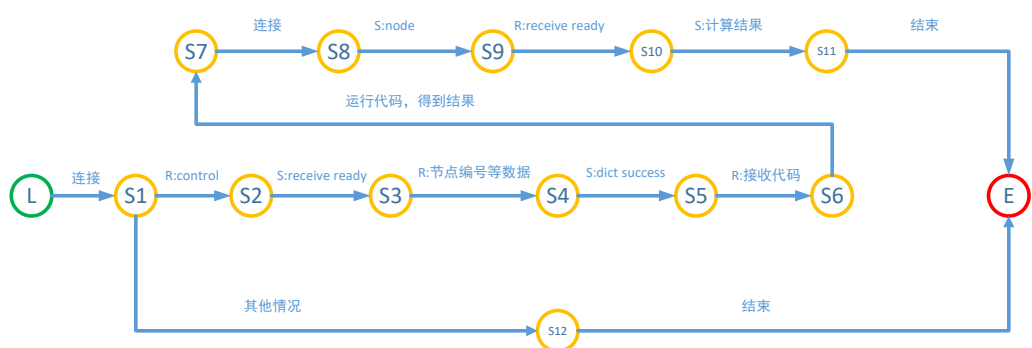 连接
S:node
R:receive ready
S:计算结果
结束
S7
S8
S9
S10
S11
运行代码，得到结果
连接
R:control
S:receive ready
R:节点编号等数据
S:dict success
R:接收代码
L
S1
S2
S3
S4
S5
S6
E
其他情况
结束
S12